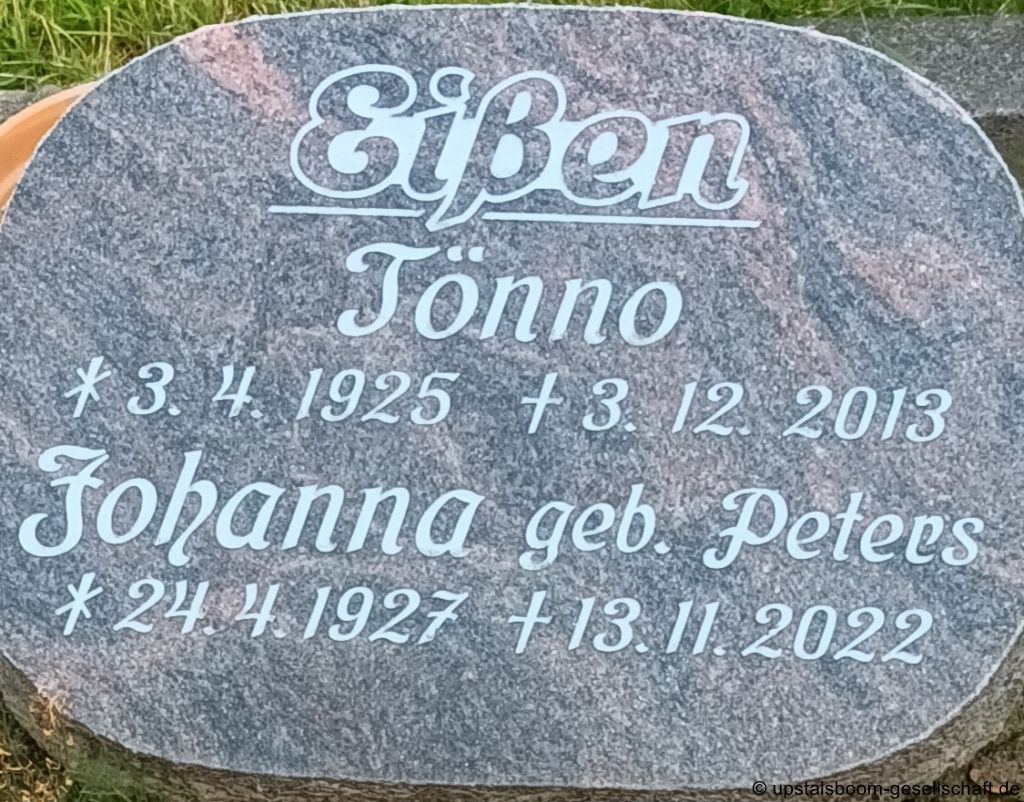 Eißen
Tönno
* 3. 4. 1925 † 3. 12. 2013
Johanna geb. Peters
* 24. 4. 1927 † 13. 11. 2022
© upstalsboom-gesellschaft.de